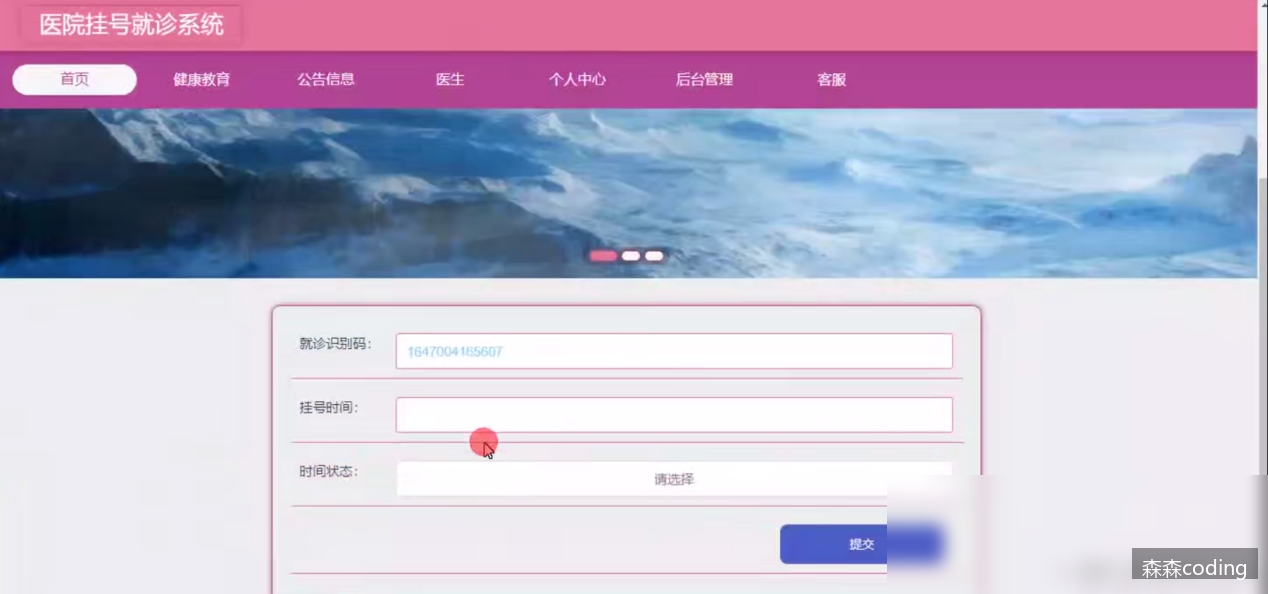 医院挂号就诊系统
首页 健康教育 公告信息 医生 个人中心 后台管理 客服
就诊识别码： 1647004165607
挂号时间：
时间状态： 请选择
提交
森森coding